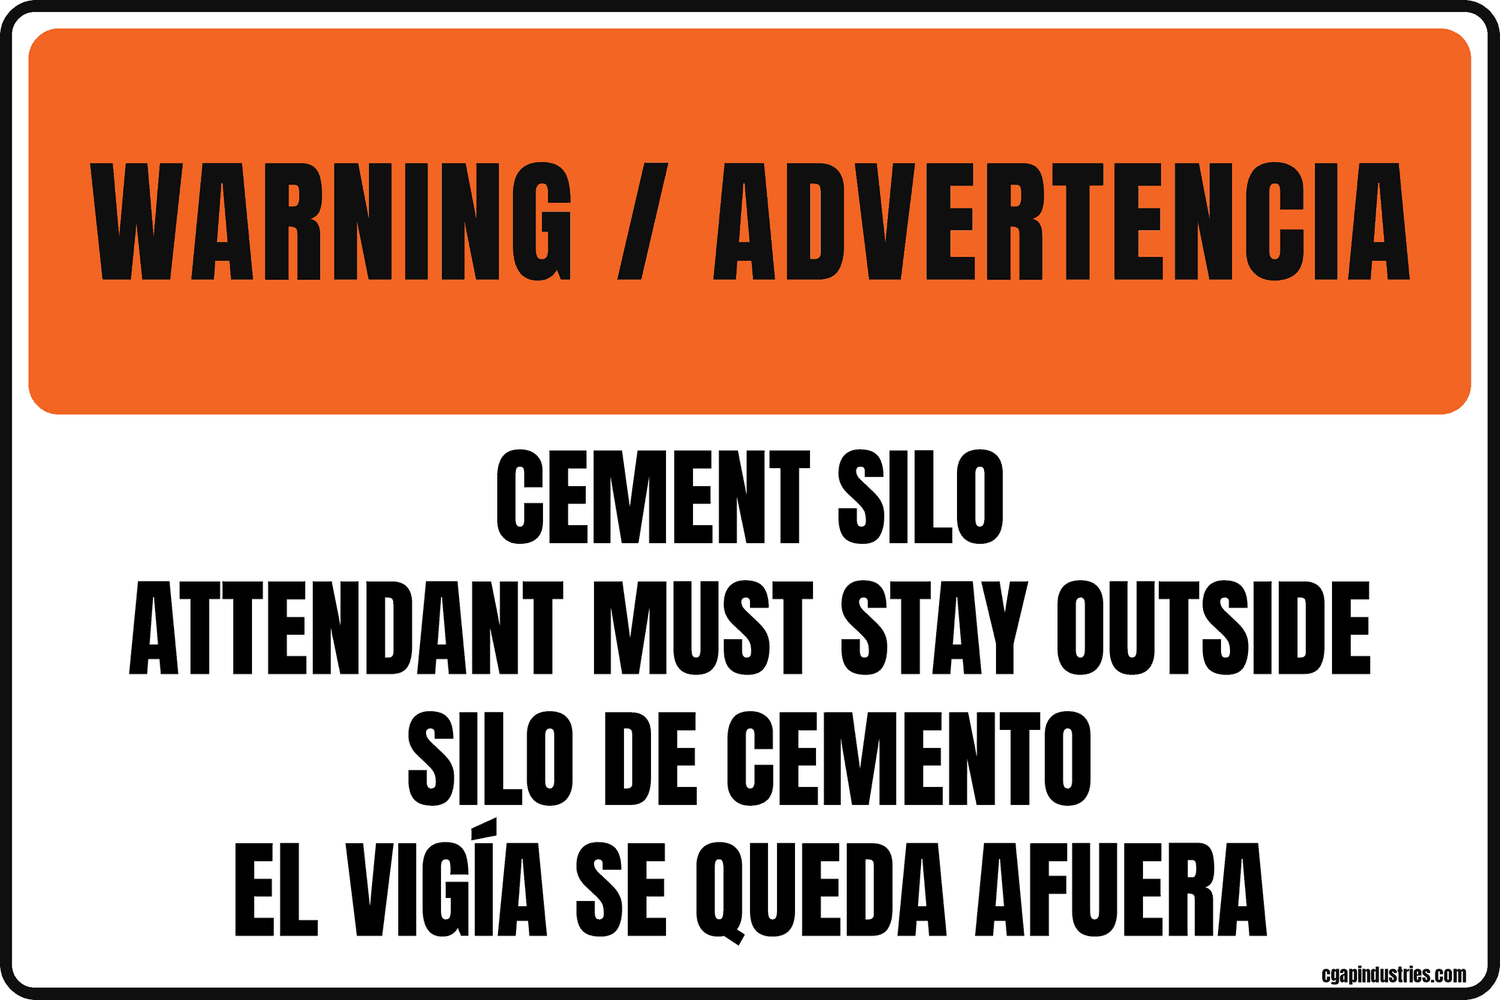 WARNING / ADVERTENCIA
CEMENT SILO
ATTENDANT MUST STAY OUTSIDE
SILO DE CEMENTO
EL VIGÍA SE QUEDA AFUERA
cgapindustries.com